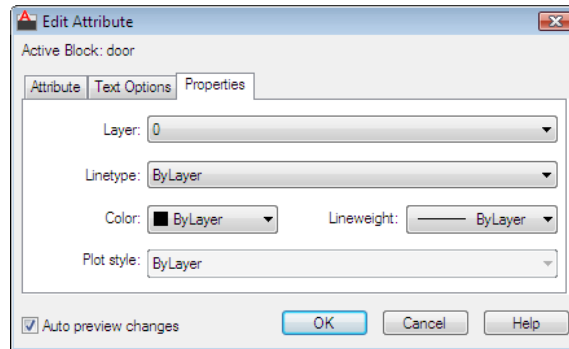 Edit Attribute
Active Block: door
Attribute Text Options Properties
Layer: 0
Linetype: ByLayer
Color: ByLayer Lineweight: ByLayer
Plot style: ByLayer
Auto preview changes OK Cancel Help